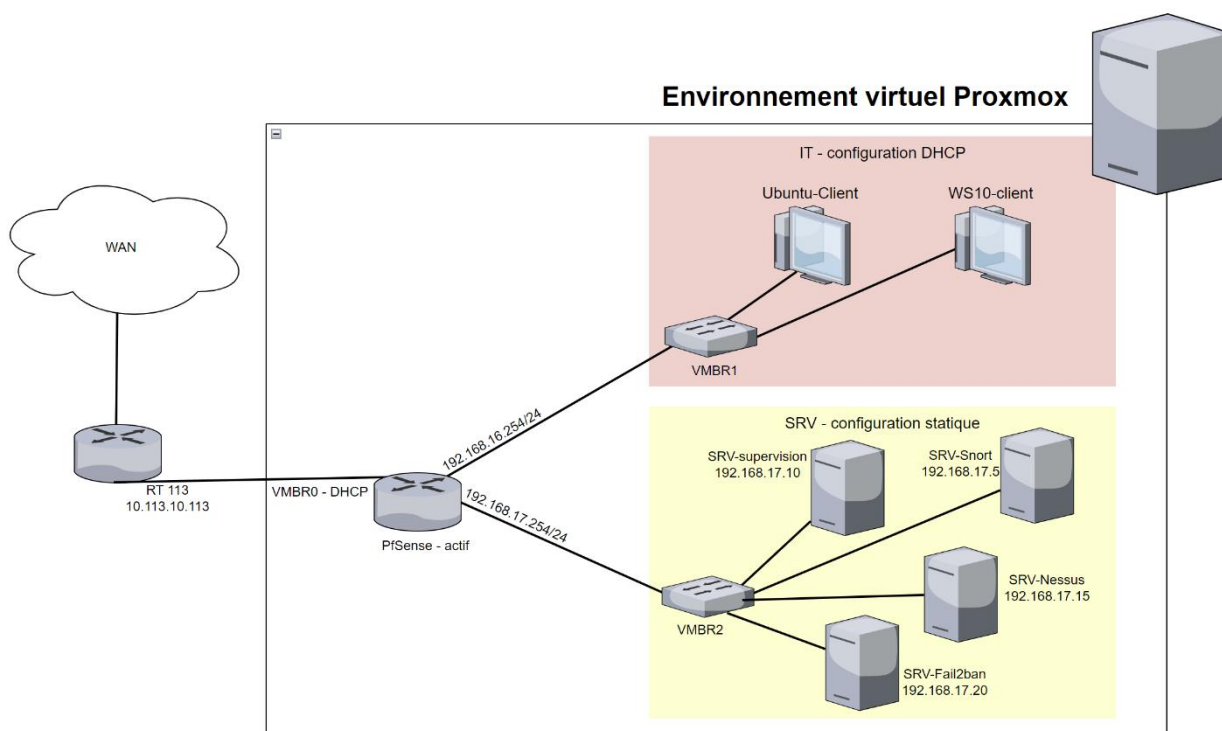 Environnement virtuel Proxmox
IT - configuration DHCP
Ubuntu-Client
WS10-client
WAN
VMBR1
192.168.16.254/24
SRV - configuration statique
SRV-supervision
192.168.17.10
SRV-Snort
192.168.17.5
RT 113
10.113.10.113
VMBR0 - DHCP
192.168.17.254/24
PfSense - actif
SRV-Nessus
192.168.17.15
VMBR2
SRV-Fail2ban
192.168.17.20